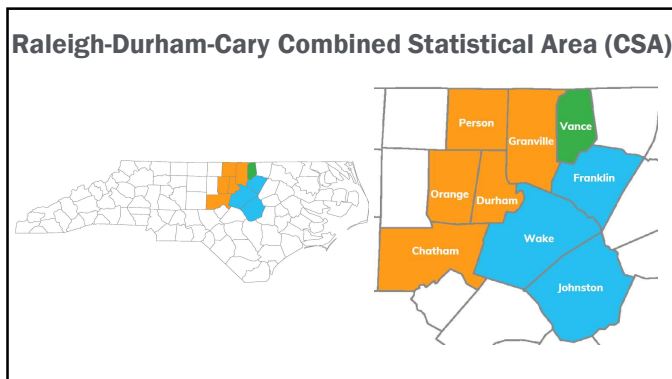 Raleigh-Durham-Cary Combined Statistical Area (CSA)
Person
Granville
Vance
Franklin
Orange
Durham
Wake
Chatham
Johnston